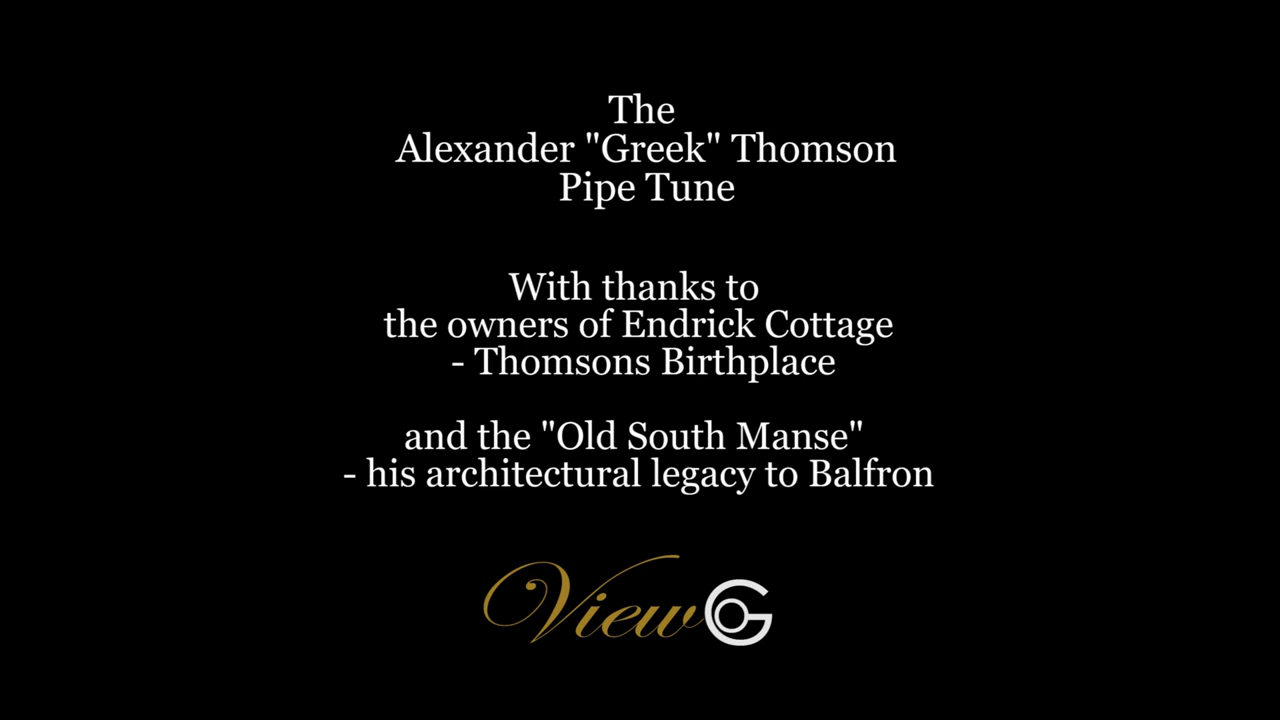 The
Alexander "Greek" Thomson
Pipe Tune
With thanks to
the owners of Endrick Cottage
- Thomsons Birthplace
and the "Old South Manse"
- his architectural legacy to Balfron
View G